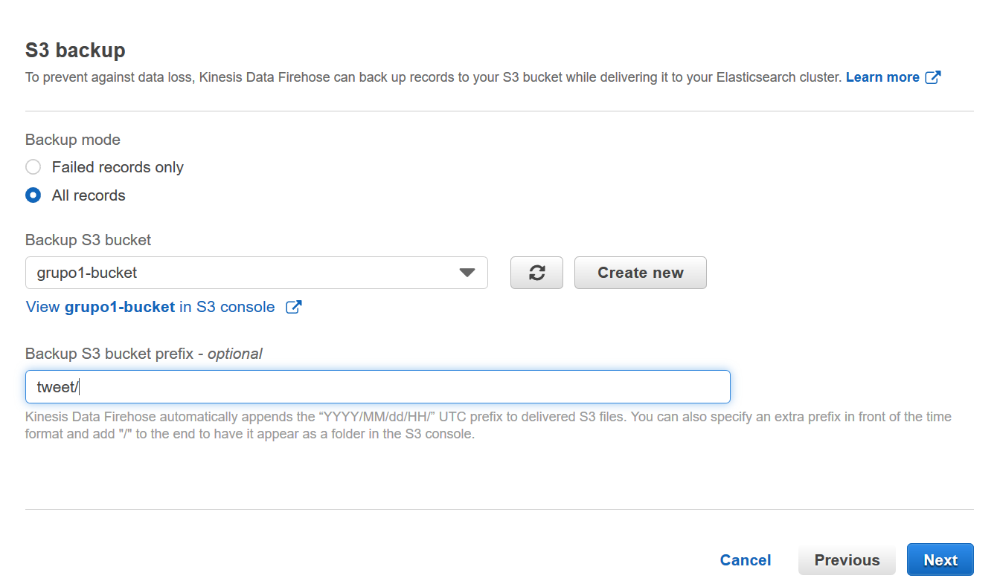 S3 backup
To prevent against data loss, Kinesis Data Firehose can back up records to your S3 bucket while delivering it to your Elasticsearch cluster. Learn more
Backup mode
Failed records only
All records
Backup S3 bucket
grupo1-bucket
Create new
View grupo1-bucket in S3 console
Backup S3 bucket prefix - optional
tweet/
Kinesis Data Firehose automatically appends the “YYYY/MM/dd/HH/” UTC prefix to delivered S3 files. You can also specify an extra prefix in front of the time
format and add "/" to the end to have it appear as a folder in the S3 console.
Cancel
Previous
Next